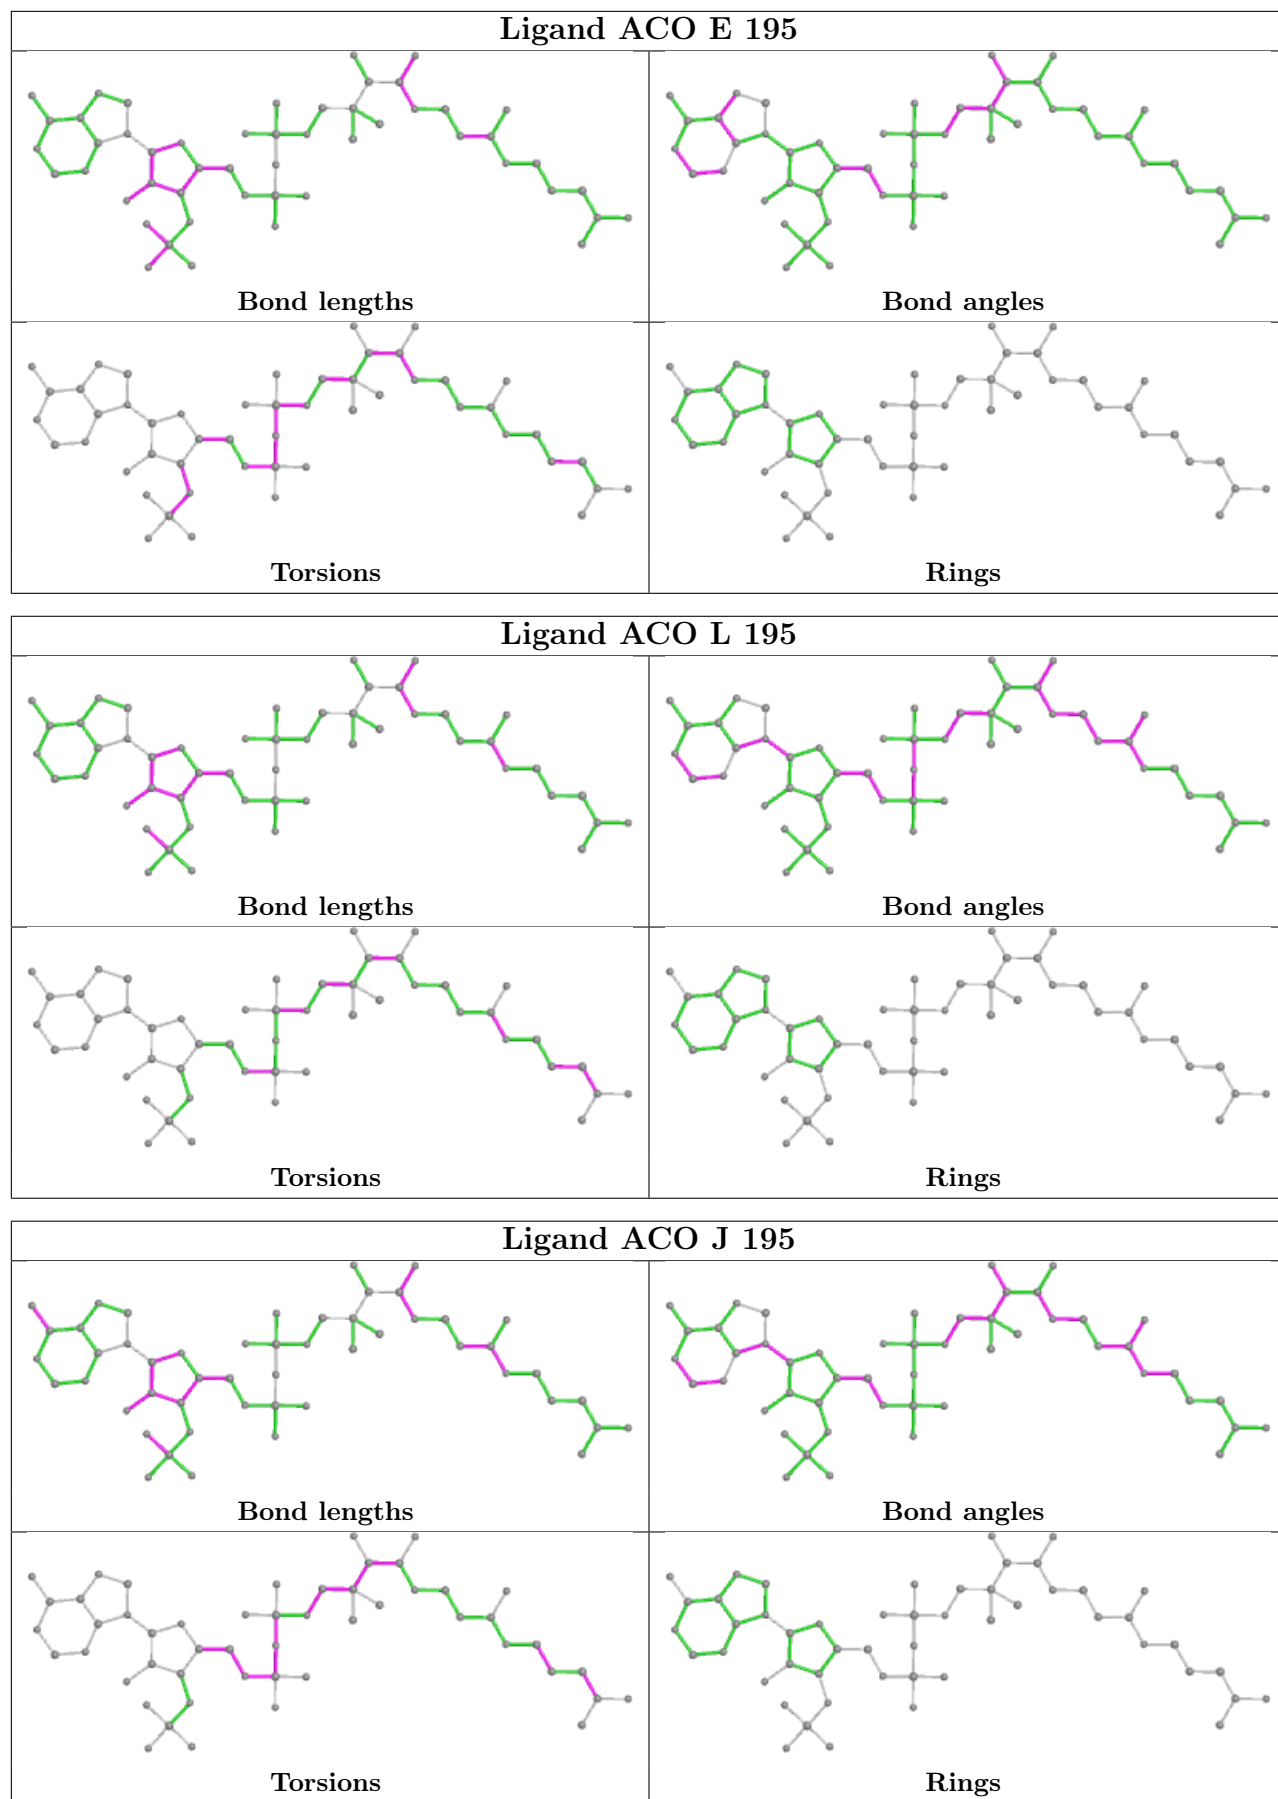 Ligand ACO E 195
Bond lengths
Bond angles
Torsions
Rings
Ligand ACO L 195
Bond lengths
Bond angles
Torsions
Rings
Ligand ACO J 195
Bond lengths
Bond angles
Torsions
Rings